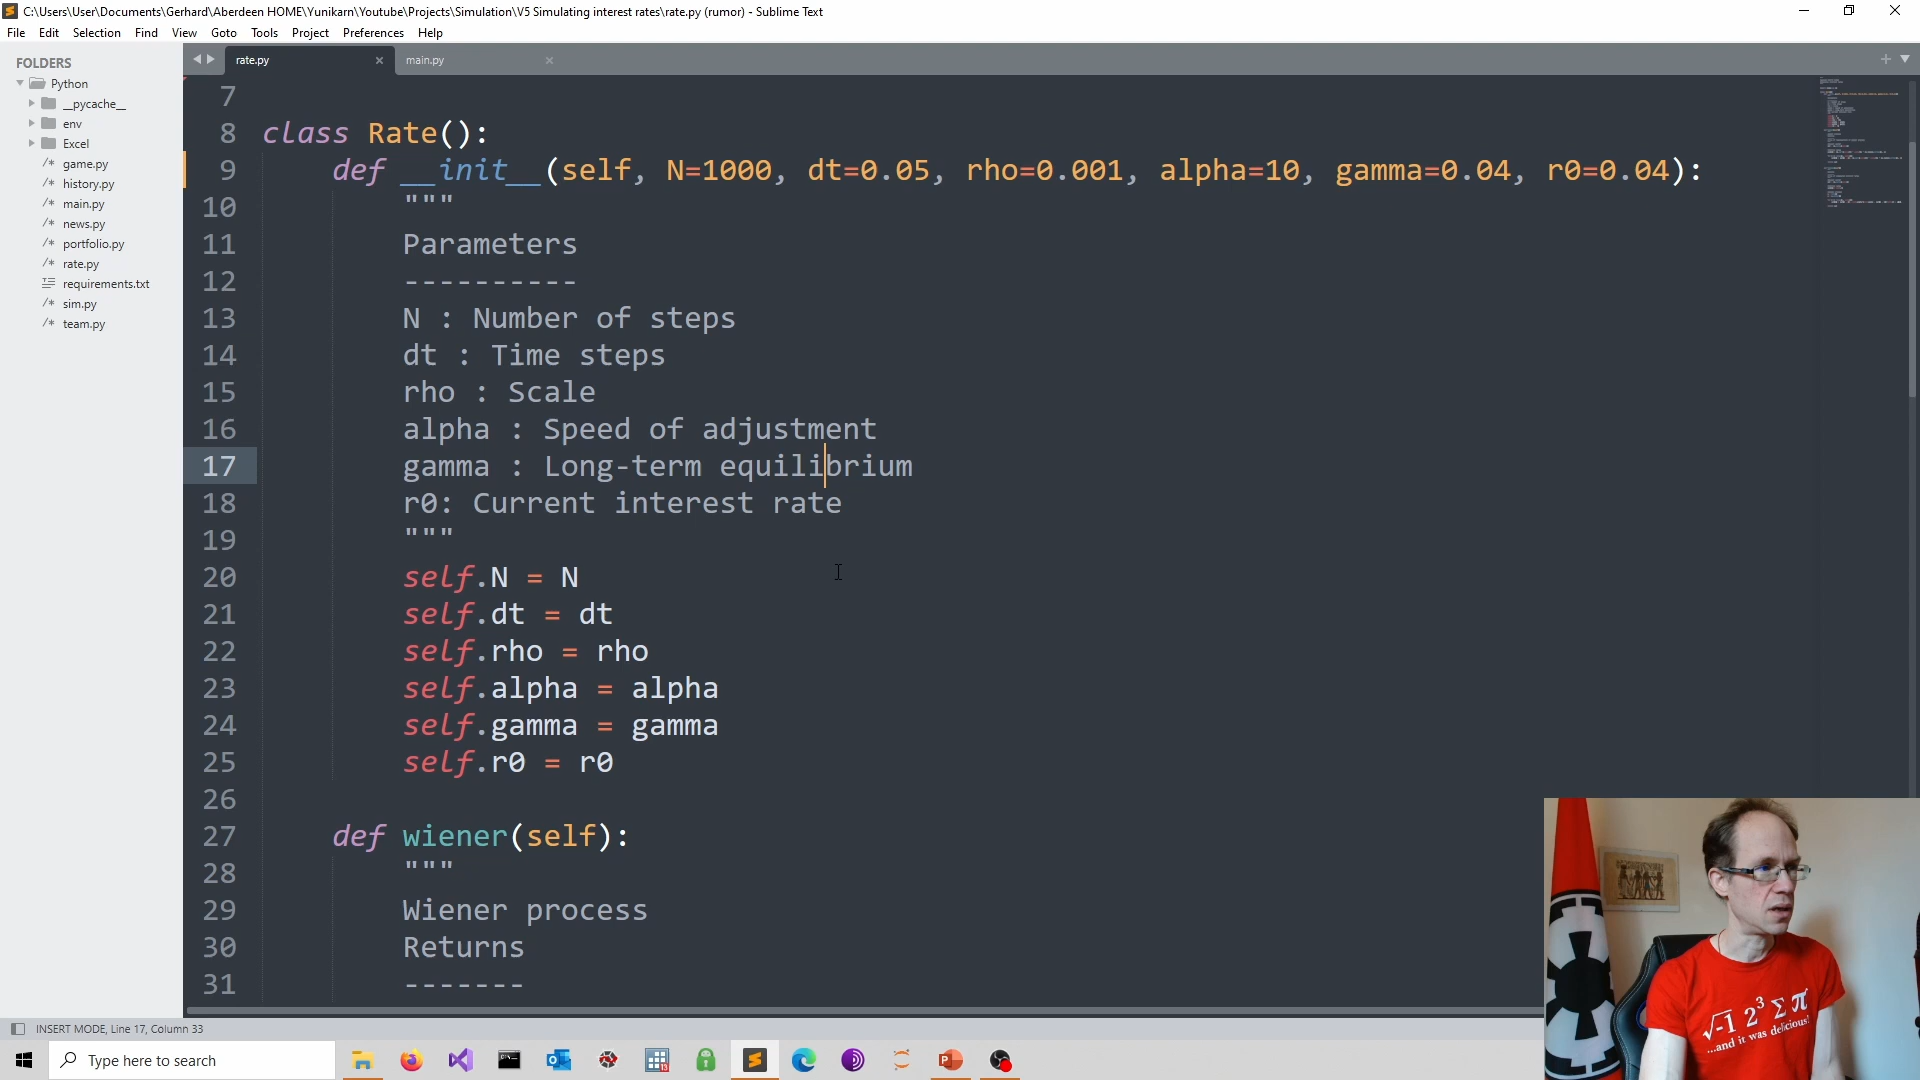 C:\Users\User\Documents\Gerhard\Aberdeen HOME\Yunikarn\Youtube\Projects\Simulation\V5 Simulating interest rates\rate.py (rumor) - Sublime Text
File Edit Selection Find View Goto Tools Project Preferences Help
FOLDERS
Python
__pycache__
env
Excel
game.py
history.py
main.py
news.py
portfolio.py
rate.py
requirements.txt
sim.py
team.py
rate.py main.py
7
8 class Rate():
9 def __init__(self, N=1000, dt=0.05, rho=0.001, alpha=10, gamma=0.04, r0=0.04):
10 """
11 Parameters
12 ----------
13 N : Number of steps
14 dt : Time steps
15 rho : Scale
16 alpha : Speed of adjustment
17 gamma : Long-term equilibrium
18 r0: Current interest rate
19 """
20 self.N = N
21 self.dt = dt
22 self.rho = rho
23 self.alpha = alpha
24 self.gamma = gamma
25 self.r0 = r0
26
27 def wiener(self):
28 """
29 Wiener process
30 Returns
31 -------
√-1 2³ Σ π
...and it was delicious!
INSERT MODE, Line 17, Column 33
Type here to search